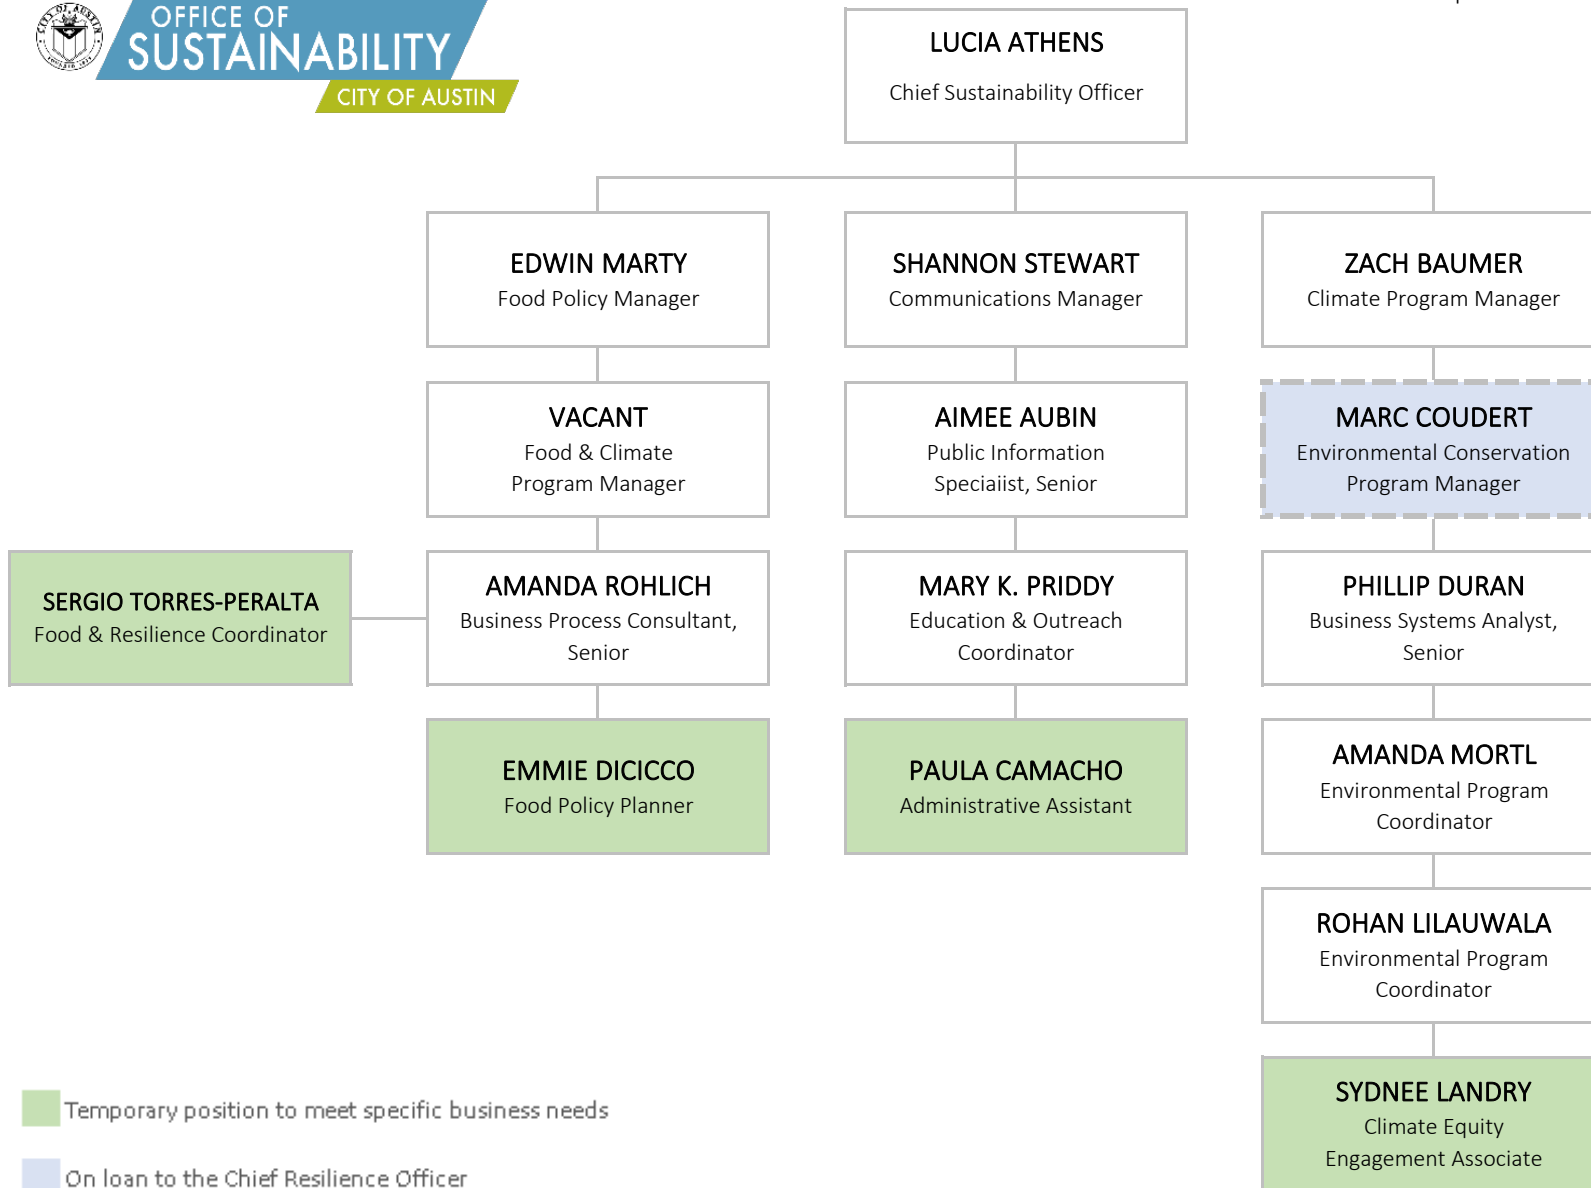 CITY OF AUSTIN
FOUNDED 1839
OFFICE OF
SUSTAINABILITY
CITY OF AUSTIN
LUCIA ATHENS
Chief Sustainability Officer
EDWIN MARTY
Food Policy Manager
SHANNON STEWART
Communications Manager
ZACH BAUMER
Climate Program Manager
VACANT
Food & Climate
Program Manager
AIMEE AUBIN
Public Information
Speciaiist, Senior
MARC COUDERT
Environmental Conservation
Program Manager
SERGIO TORRES-PERALTA
Food & Resilience Coordinator
AMANDA ROHLICH
Business Process Consultant,
Senior
MARY K. PRIDDY
Education & Outreach
Coordinator
PHILLIP DURAN
Business Systems Analyst,
Senior
EMMIE DICICCO
Food Policy Planner
PAULA CAMACHO
Administrative Assistant
AMANDA MORTL
Environmental Program
Coordinator
ROHAN LILAUWALA
Environmental Program
Coordinator
SYDNEE LANDRY
Climate Equity
Engagement Associate
Temporary position to meet specific business needs
On loan to the Chief Resilience Officer